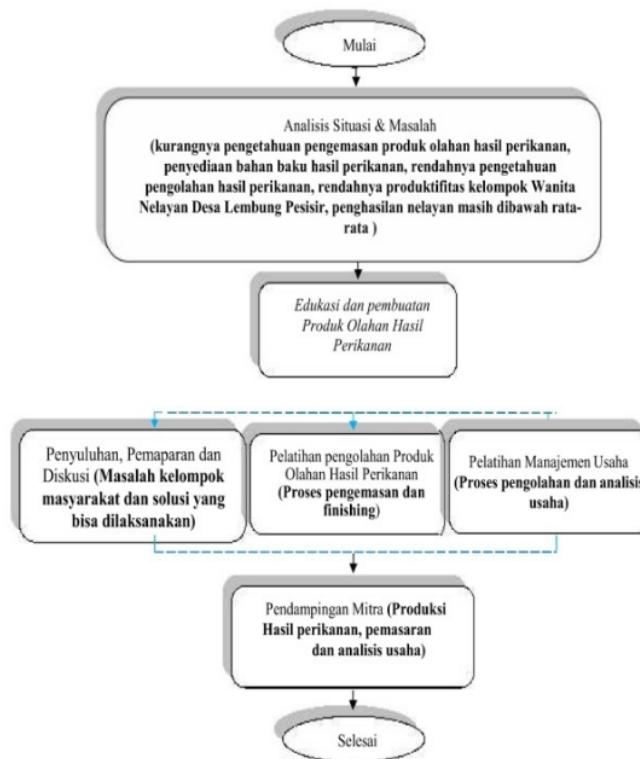 Mulai
Analisis Situasi & Masalah
(kurangnya pengetahuan pengemasan produk olahan hasil perikanan,
penyediaan bahan baku hasil perikanan, rendahnya pengetahuan
pengolahan hasil perikanan, rendahnya produktifitas kelompok Wanita
Nelayan Desa Lembung Pesisir, penghasilan nelayan masih dibawah rata-
rata )
Edukasi dan pembuatan
Produk Olahan Hasil
Perikanan
Penyuluhan, Pemaparan dan
Diskusi (Masalah kelompok
masyarakat dan solusi yang
bisa dilaksanakan)
Pelatihan pengolahan Produk
Olahan Hasil Perikanan
(Proses pengemasan dan
finishing)
Pelatihan Manajemen Usaha
(Proses pengolahan dan analisis
usaha)
Pendampingan Mitra (Produksi
Hasil perikanan, pemasaran
dan analisis usaha)
Selesai